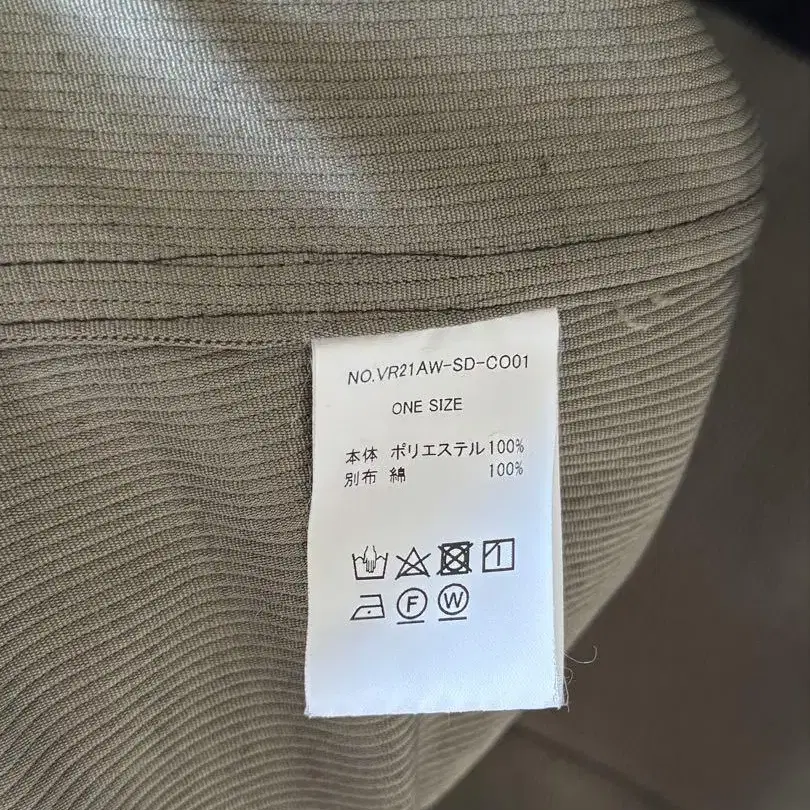 NO.VR21AW-SD-CO01
ONE SIZE
本体 ポリエステル100%
別布 綿 100%
F W